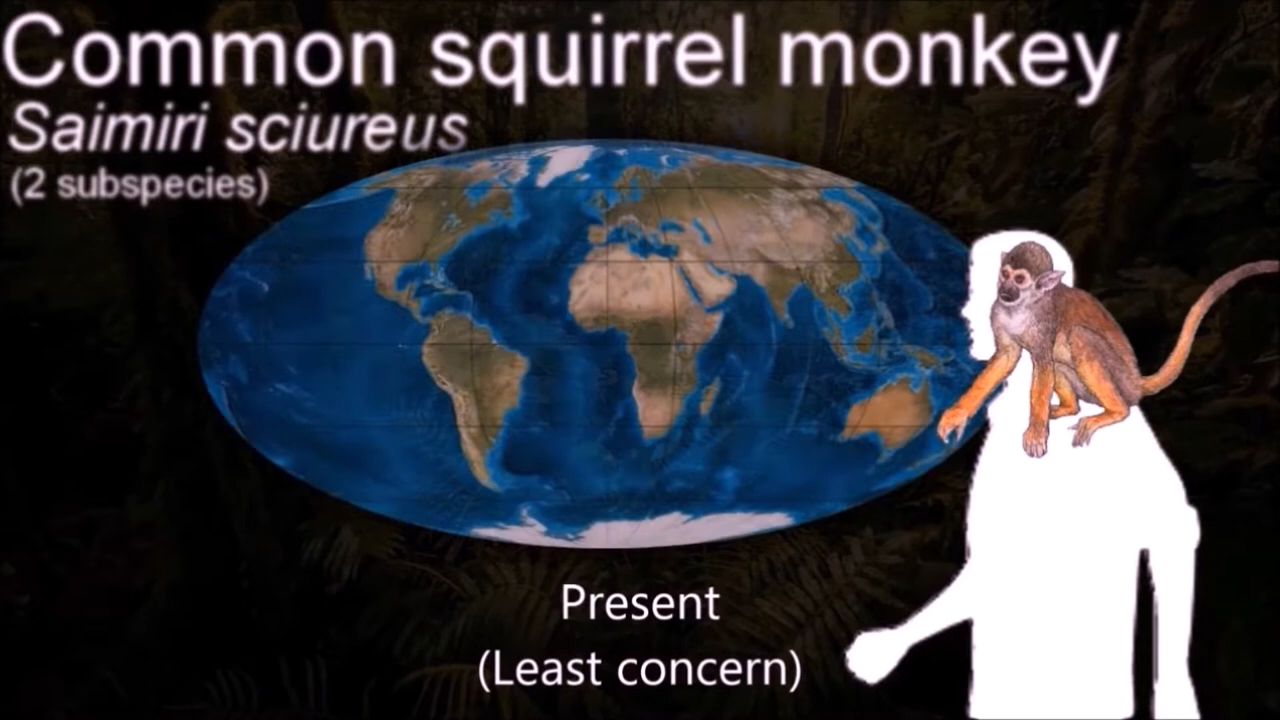 Common squirrel monkey
Saimiri sciureus
(2 subspecies)
Present
(Least concern)